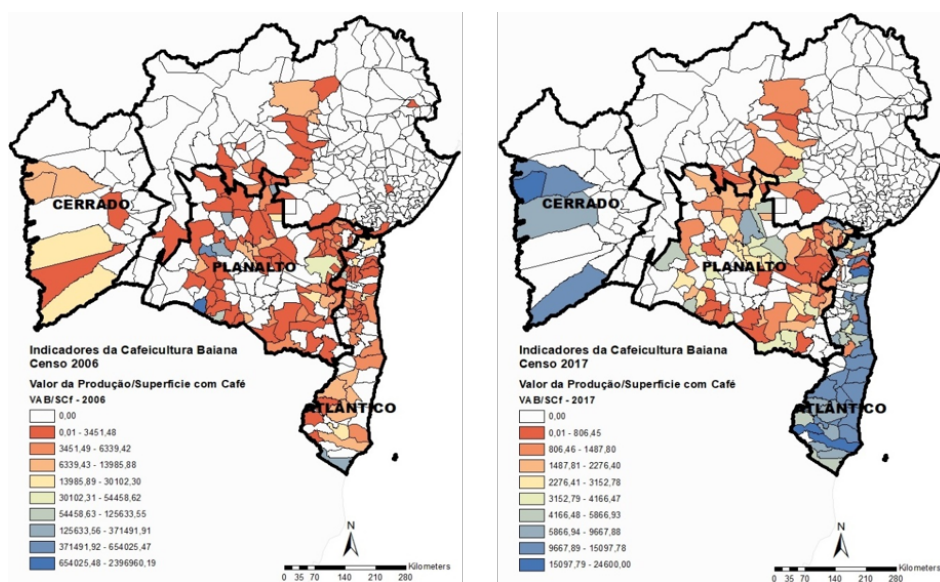 CERRADO
PLANALTO
ATLÂNTICO
Indicadores da Cafeicultura Baiana
Censo 2006
Valor da Produção/Superficie com Café
VAB/SCf - 2006
0,00
0,01 - 3451,48
3451,49 - 6339,42
6339,43 - 13985,88
13985,89 - 30102,30
30102,31 - 54458,62
54458,63 - 125633,55
125633,56 - 371491,91
371491,92 - 654025,47
654025,48 - 2396960,19
N
Kilometers
0 35 70 140 210 280
CERRADO
PLANALTO
ATLÂNTICO
Indicadores da Cafeicultura Baiana
Censo 2017
Valor da Produção/Superficie com Café
VAB/SCf - 2017
0,00
0,01 - 806,45
806,46 - 1487,80
1487,81 - 2276,40
2276,41 - 3152,78
3152,79 - 4166,47
4166,48 - 5866,93
5866,94 - 9667,88
9667,89 - 15097,78
15097,79 - 24600,00
N
Kilometers
0 35 70 140 210 280